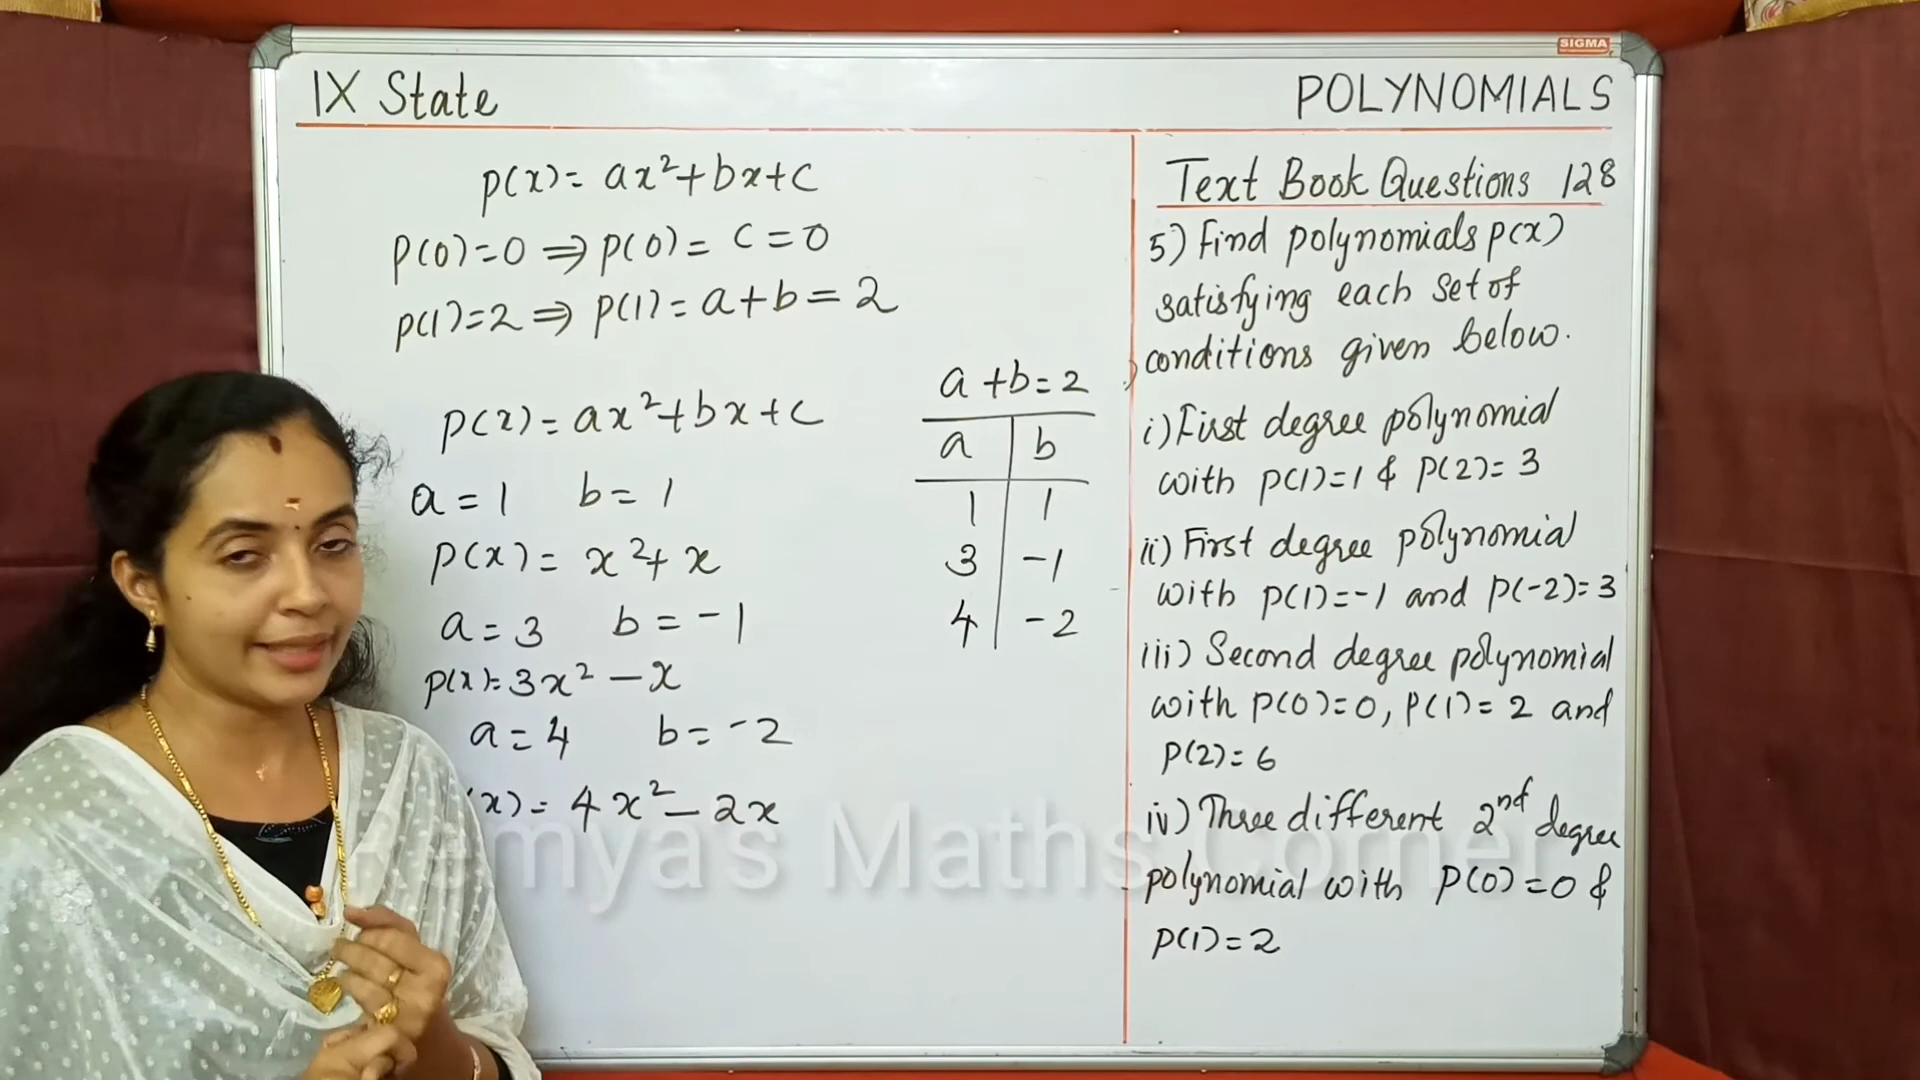 SIGMA
IX State
POLYNOMIALS
p(x)= ax²+bx+c
p(0)=0 ⇒ p(0)= c=0
p(1)=2 ⇒ p(1)= a+b=2
p(x)= ax²+bx+c
a=1 b=1
p(x)= x²+x
a=3 b=-1
p(x)=3x²-x
a=4 b=-2
(x)= 4x²-2x
a+b=2
a b
1 1
3 -1
4 -2
Text Book Questions 128
5) Find polynomials p(x)
satisfying each set of
conditions given below.
i) First degree polynomial
with p(1)=1 & p(2)=3
ii) First degree polynomial
with p(1)=-1 and p(-2)=3
iii) Second degree polynomial
with p(0)=0, p(1)=2 and
p(2)=6
iv) Three different 2nd degree
polynomial with p(0)=0 &
p(1)=2
Remya's Maths Corner